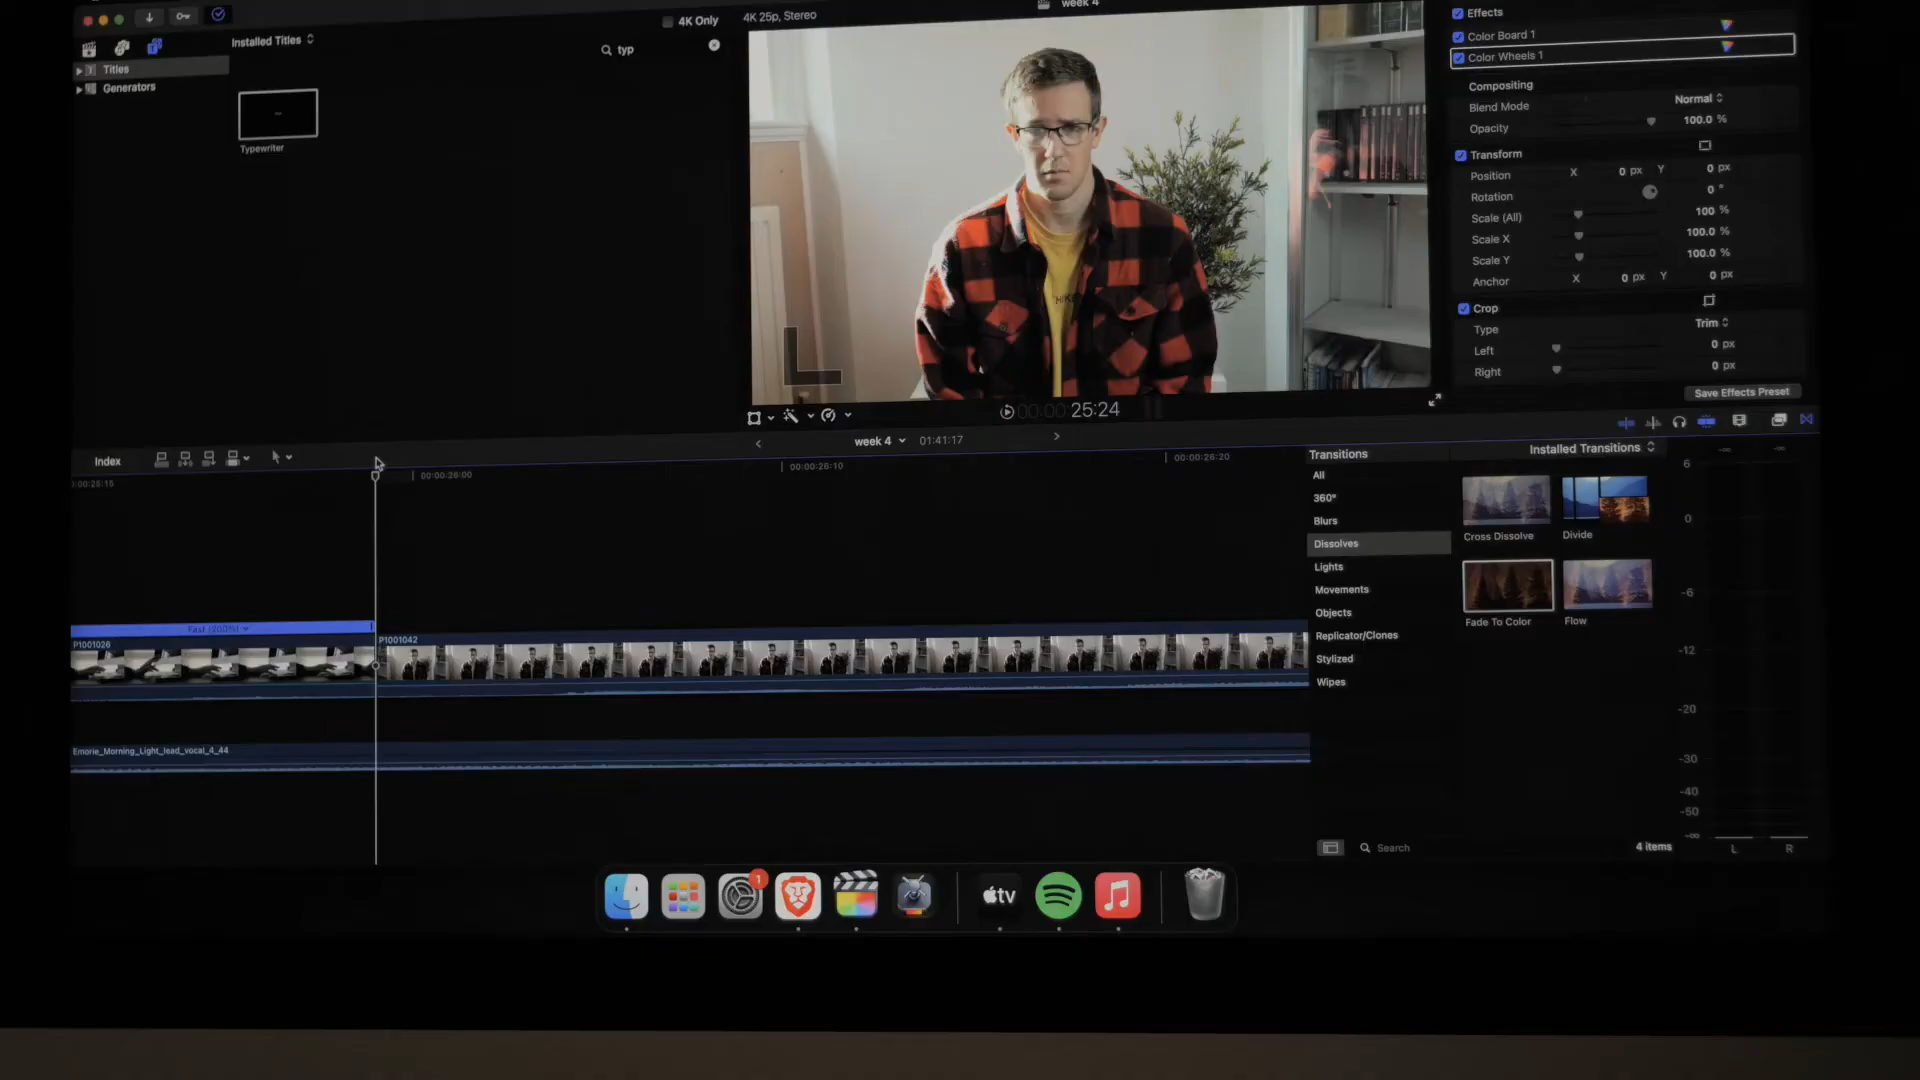 week 4
Installed Titles
4K Only
4K 25p, Stereo
typ
Titles
Generators
Typewriter
HIKE
Effects
Color Board 1
Color Wheels 1
Compositing
Blend Mode
Normal
Opacity
100.0 %
Transform
Position
X 0 px Y 0 px
Rotation
0 °
Scale (All)
100 %
Scale X
100.0 %
Scale Y
100.0 %
Anchor
X 0 px Y 0 px
Crop
Type
Trim
Left
0 px
Right
0 px
Save Effects Preset
00:00: 25:24
Index
week 4
01:41:17
00:00:26:00
00:00:26:10
00:00:26:20
Fast (200%)
P1001026
P1001042
Emorie_Morning_Light_lead_vocal_4_44
Transitions
Installed Transitions
All
360°
Blurs
Dissolves
Lights
Movements
Objects
Replicator/Clones
Stylized
Wipes
Cross Dissolve
Divide
Fade To Color
Flow
Search
4 items
6
0
-6
-12
-20
-30
-40
-50
-∞
L
R
1
tv